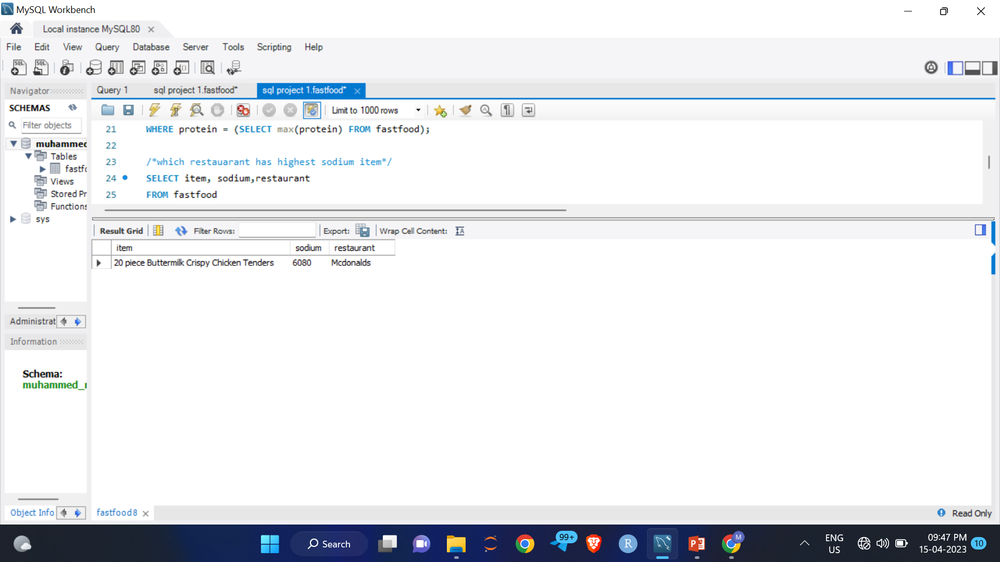 MySQL Workbench
Local instance MySQL80
File Edit View Query Database Server Tools Scripting Help
Navigator
Query 1 sql project 1.fastfood* sql project 1.fastfood*
SCHEMAS
Limit to 1000 rows
Filter objects
muhammed
Tables
fastfo
Views
Stored Pr
Functions
sys
21 WHERE protein = (SELECT max(protein) FROM fastfood);
22
23 /*which restauarant has highest sodium item*/
24 SELECT item, sodium,restaurant
25 FROM fastfood
Result Grid Filter Rows: Export: Wrap Cell Content:
item sodium restaurant
20 piece Buttermilk Crispy Chicken Tenders 6080 Mcdonalds
Administrat
Information
Schema:
muhammed_
Object Info fastfood 8 Read Only
Search 99+ R M ENG
US
09:47 PM
15-04-2023
10